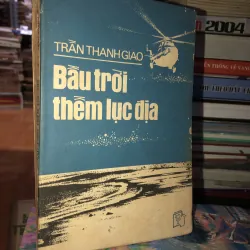 TRẦN THANH GIAO
Bầu trời
thềm lục địa
2004